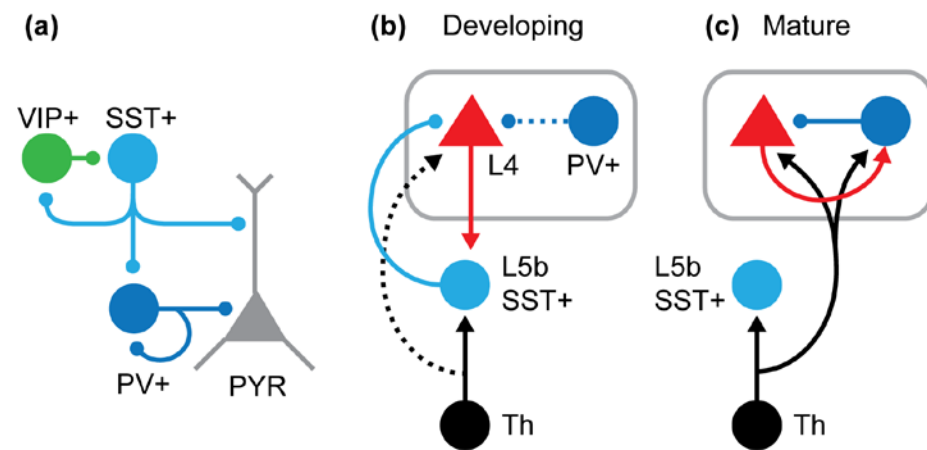 (a)
VIP+ SST+
PV+ PYR
(b) Developing
L4 PV+
L5b
SST+
Th
(c) Mature
L5b
SST+
Th